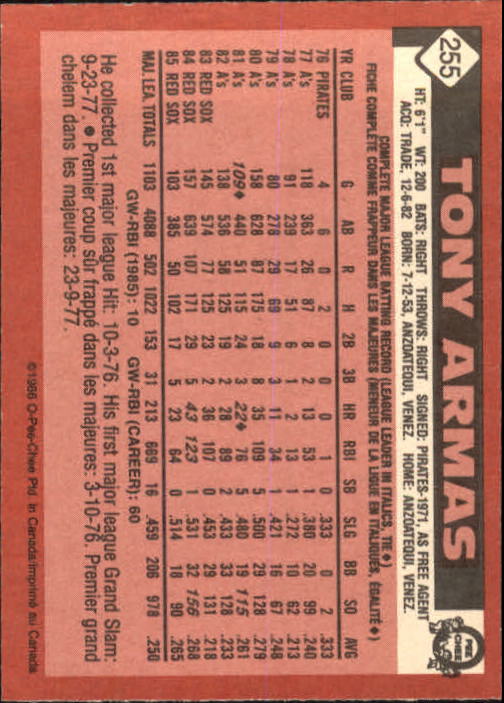 255
TONY ARMAS
O PEE CHEE
HT: 6'1" WT: 200 BATS: RIGHT THROWS: RIGHT SIGNED: PIRATES-1971, AS FREE AGENT
ACQ: TRADE, 12-6-82 BORN: 7-12-53, ANZOATEQUI, VENEZ. HOME: ANZOATEQUI, VENEZ.
COMPLETE MAJOR LEAGUE BATTING RECORD (LEAGUE LEADER IN ITALICS, TIE ♦)
FICHE COMPLÈTE COMME FRAPPEUR DANS LES MAJEURES (MENEUR DE LA LIGUE EN ITALIQUES, ÉGALITÉ ♦)
YR CLUB G AB R H 2B 3B HR RBI SB SLG BB SO AVG
76 PIRATES 4 6 0 2 0 0 0 1 0 .333 0 2 .333
77 A's 118 363 26 87 8 2 13 53 1 .380 20 99 .240
78 A's 91 239 17 51 6 1 2 13 1 .272 10 62 .213
79 A's 80 278 29 69 9 3 11 34 1 .421 16 67 .248
80 A's 158 628 87 175 18 8 35 109 5 .500 29 128 .279
81 A's 109♦ 440 51 115 24 3 22♦ 76 5 .480 19 115 .261
82 A's 138 536 58 125 19 2 28 89 2 .433 33 128 .233
83 RED SOX 145 574 77 125 23 2 36 107 0 .453 29 131 .218
84 RED SOX 157 639 107 171 29 5 43 123 1 .531 32 156 .268
85 RED SOX 103 385 50 102 17 5 23 64 0 .514 18 90 .265
MAJ. LEA. TOTALS 1103 4088 502 1022 153 31 213 669 16 .459 206 978 .250
GW-RBI (1985): 10 GW-RBI (CAREER): 60
He collected 1st major league Hit: 10-3-76. His first major league Grand Slam:
9-23-77. ● Premier coup sûr frappé dans les majeures: 3-10-76. Premier grand
chelem dans les majeures: 23-9-77.
©1986 O-Pee-Chee Ptd. in Canada/Imprimé au Canada